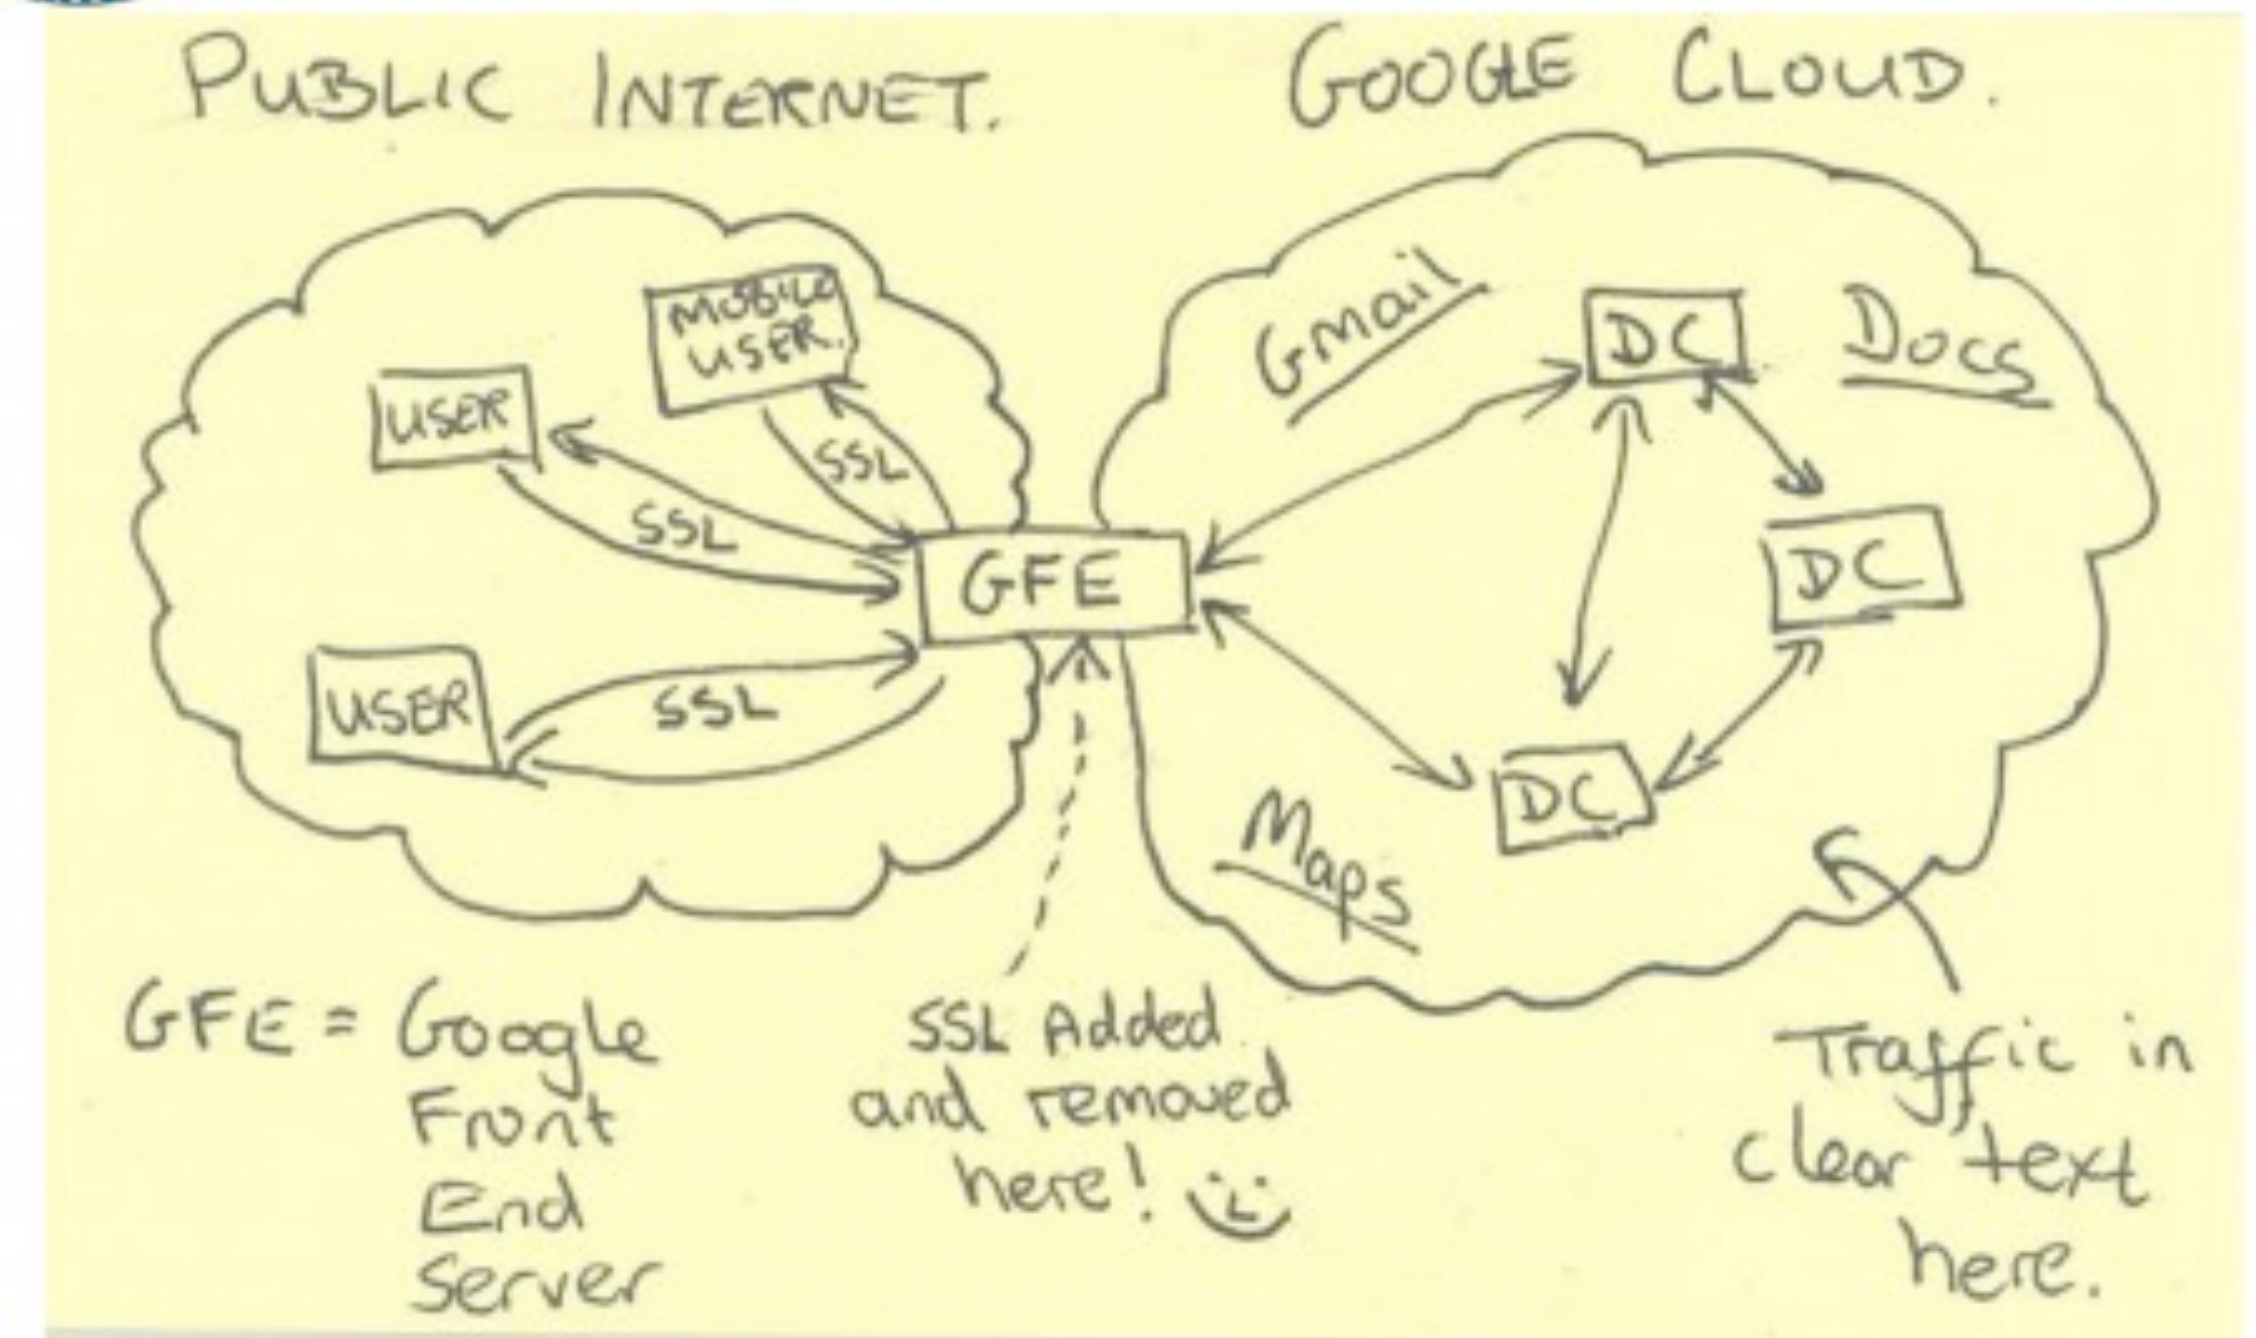 PUBLIC INTERNET.
GOOGLE CLOUD.
MOBILE
USER.
USER
SSL
SSL
USER
SSL
GFE
Gmail
DC
Docs
DC
DC
Maps
GFE = Google
Front
End
Server
SSL Added
and removed
here!
Traffic in
clear text
here.